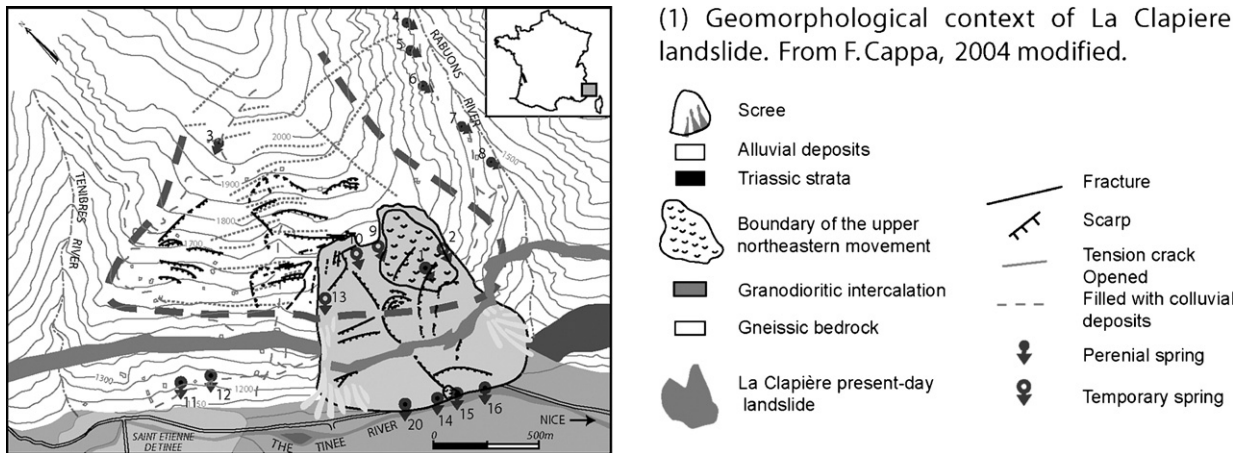 (1) Geomorphological context of La Clapiere
landslide. From F. Cappa, 2004 modified.
Scree
Alluvial deposits
Triassic strata
Boundary of the upper
northeastern movement
Granodioritic intercalation
Gneissic bedrock
La Clapière present-day
landslide
Fracture
Scarp
Tension crack
Opened
Filled with colluvial
deposits
Perenial spring
Temporary spring
N
4
5
RABUONS
RIVER
6
7
8
1500
3
2000
1900
1800
1700
TENIBRES
RIVER
9
2
13
1300
1200
1150
11
12
20
14
15
16
NICE
SAINT ETIENNE
DE TINEE
THE TINEE RIVER
0
500m